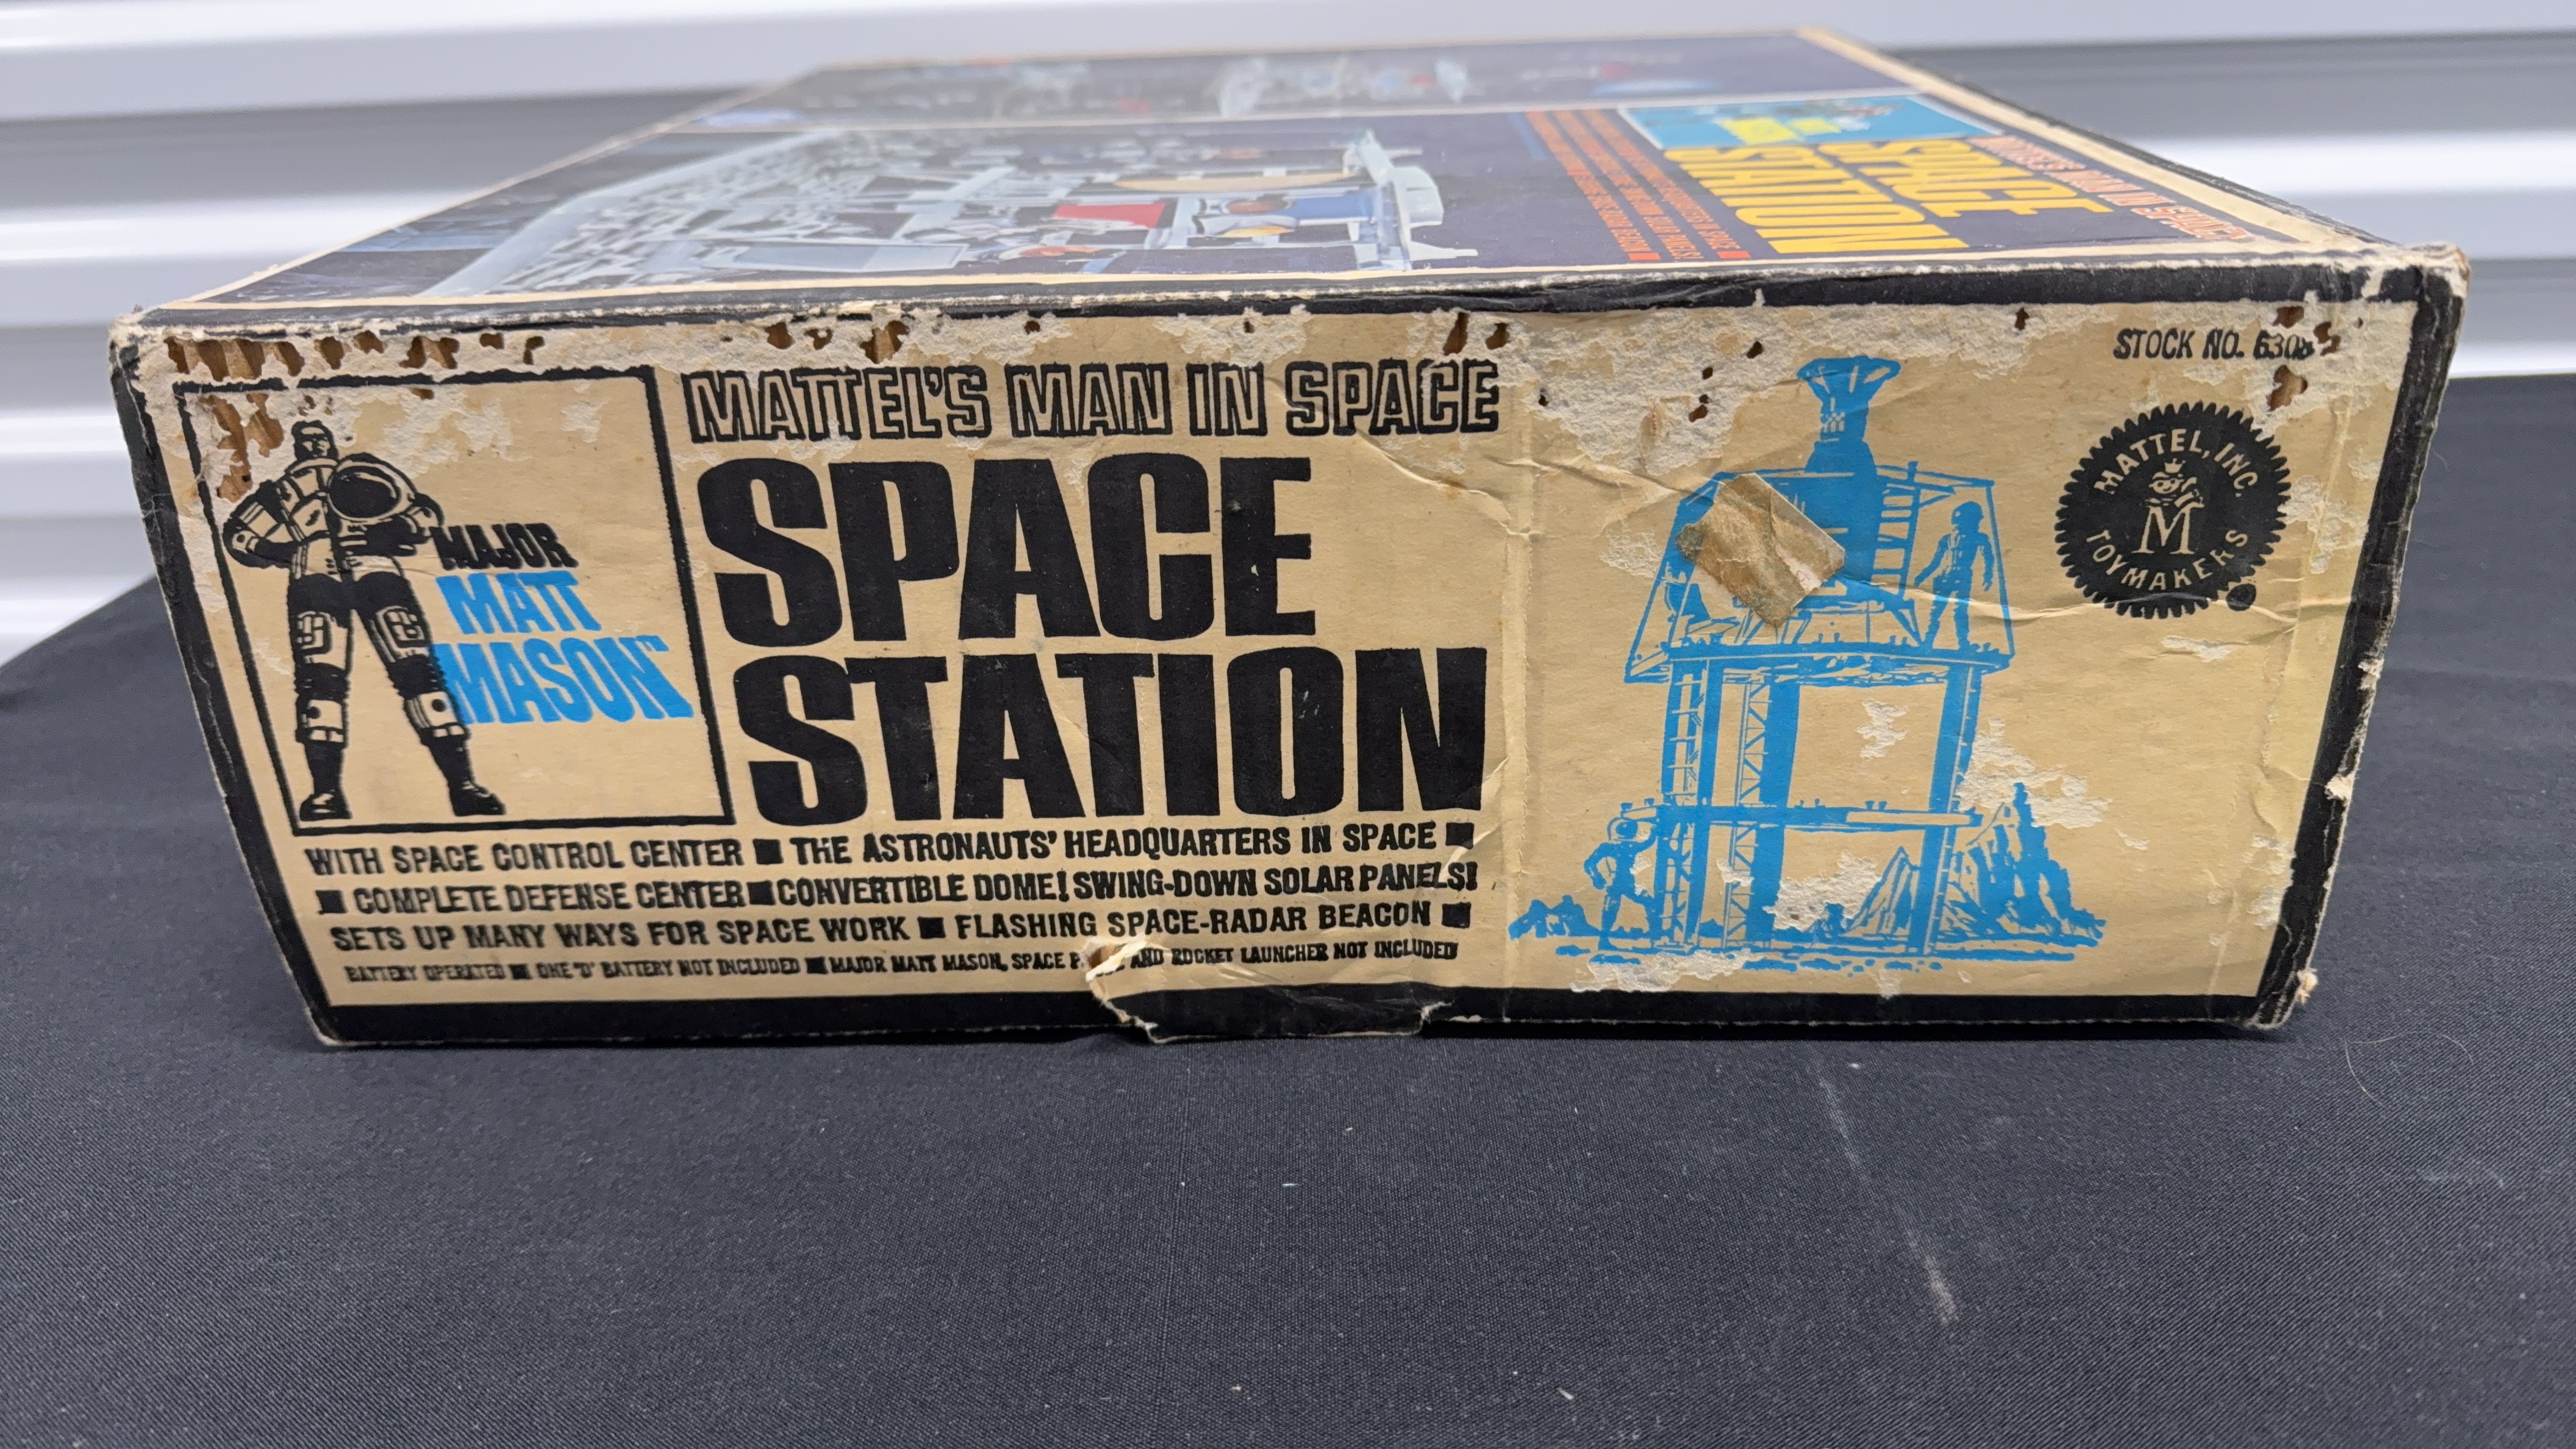 SPACE
STATION
STOCK NO. 630
MATTEL'S MAN IN SPACE
SPACE
STATION
MAJOR
MATT
MASON™
MATTEL, INC.
M
TOYMAKERS
WITH SPACE CONTROL CENTER ■ THE ASTRONAUTS' HEADQUARTERS IN SPACE ■
■ COMPLETE DEFENSE CENTER ■ CONVERTIBLE DOME! SWING-DOWN SOLAR PANELS!
SETS UP MANY WAYS FOR SPACE WORK ■ FLASHING SPACE-RADAR BEACON ■
BATTERY OPERATED ■ ONE "D" BATTERY NOT INCLUDED ■ MAJOR MATT MASON, SPACE AND ROCKET LAUNCHER NOT INCLUDED